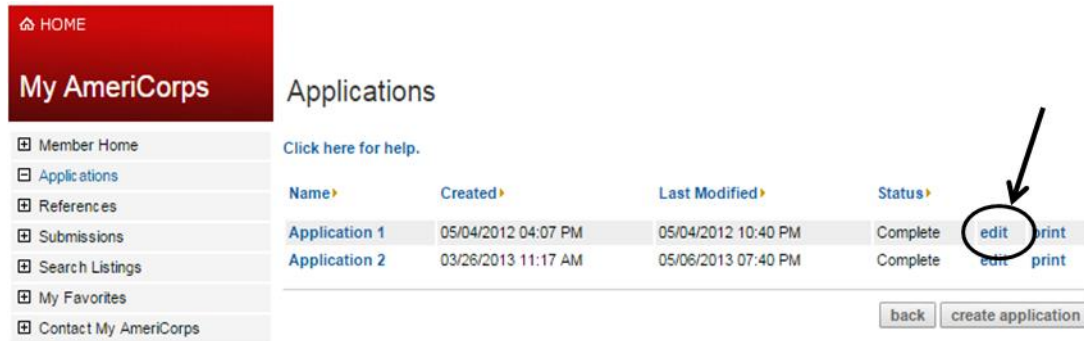 HOME
My AmeriCorps
Applications
Member Home
Applications
References
Submissions
Search Listings
My Favorites
Contact My AmeriCorps
Click here for help.
Name Created Last Modified Status
Application 1 05/04/2012 04:07 PM 05/04/2012 10:40 PM Complete edit print
Application 2 03/26/2013 11:17 AM 05/06/2013 07:40 PM Complete edit print
back create application